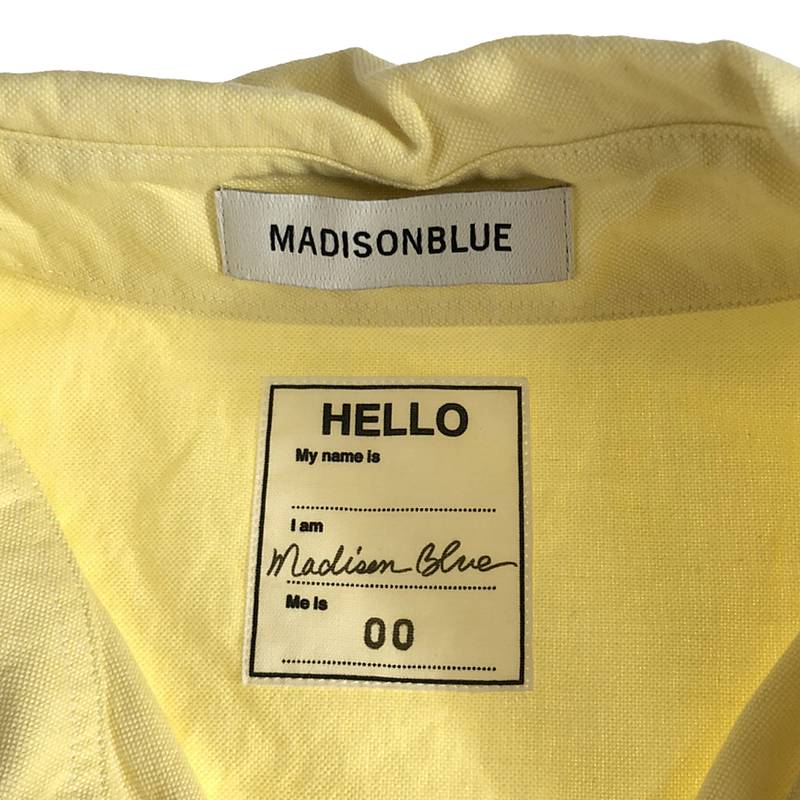 MADISONBLUE
HELLO
My name is
I am
Madison Blue
Me is
00